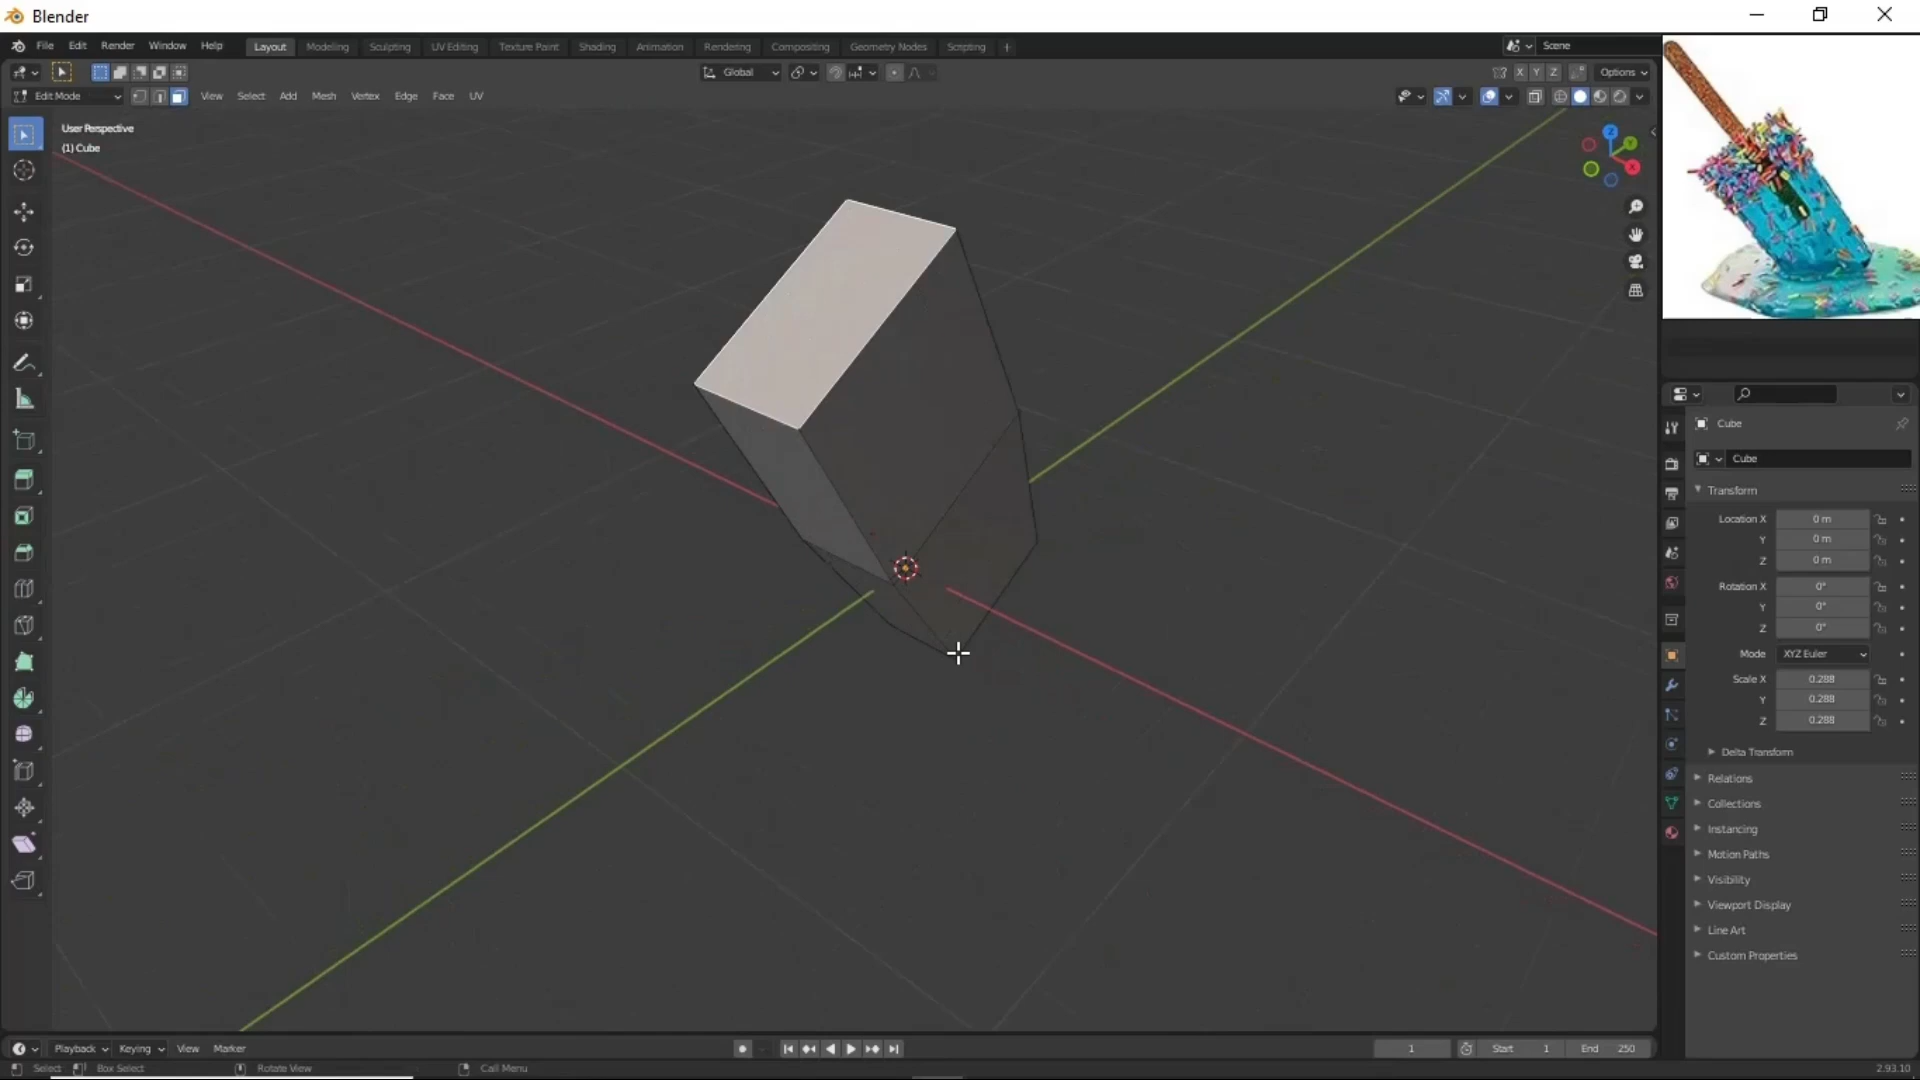 Blender
File Edit Render Window Help Layout Modeling Sculpting UV Editing Texture Paint Shading Animation Rendering Compositing Geometry Nodes Scripting + Scene
Global X Y Z Options
Edit Mode View Select Add Mesh Vertex Edge Face UV
User Perspective
(1) Cube
Z
Y
X
Cube
Cube
Transform
Location X 0 m
Y 0 m
Z 0 m
Rotation X 0°
Y 0°
Z 0°
Mode XYZ Euler
Scale X 0.288
Y 0.288
Z 0.288
Delta Transform
Relations
Collections
Instancing
Motion Paths
Visibility
Viewport Display
Line Art
Custom Properties
Playback Keying View Marker 1 Start 1 End 250
Select Box Select Rotate View Call Menu 2.93.10